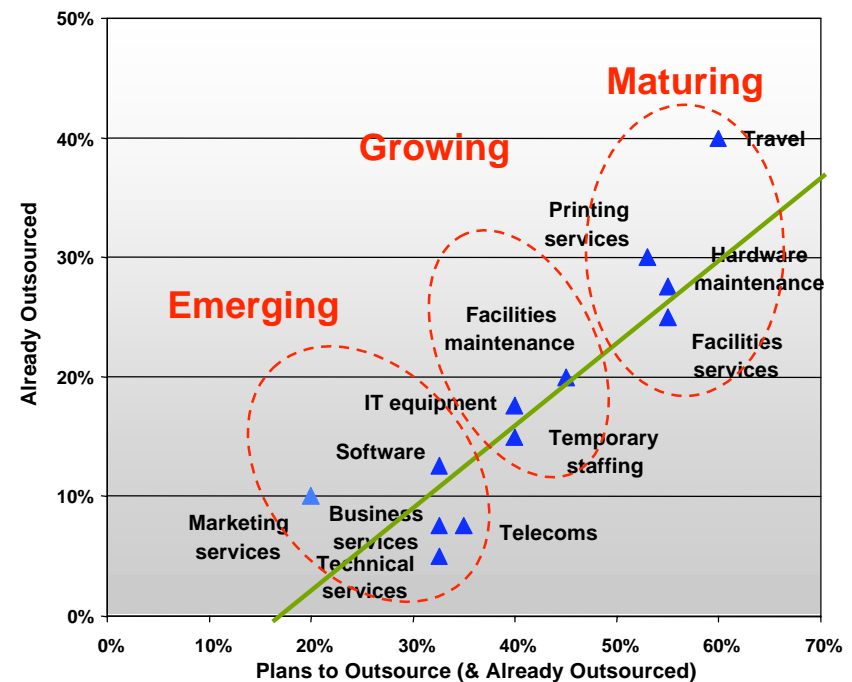 50%
Maturing
40%
Travel
Growing
Printing
services
30%
Hardware
maintenance
Emerging
Facilities
maintenance
Facilities
services
20%
IT equipment
Temporary
staffing
Software
10%
Marketing
services
Business
services
Telecoms
Technical
services
0%
Already Outsourced
0%
10%
20%
30%
40%
50%
60%
70%
Plans to Outsource (& Already Outsourced)